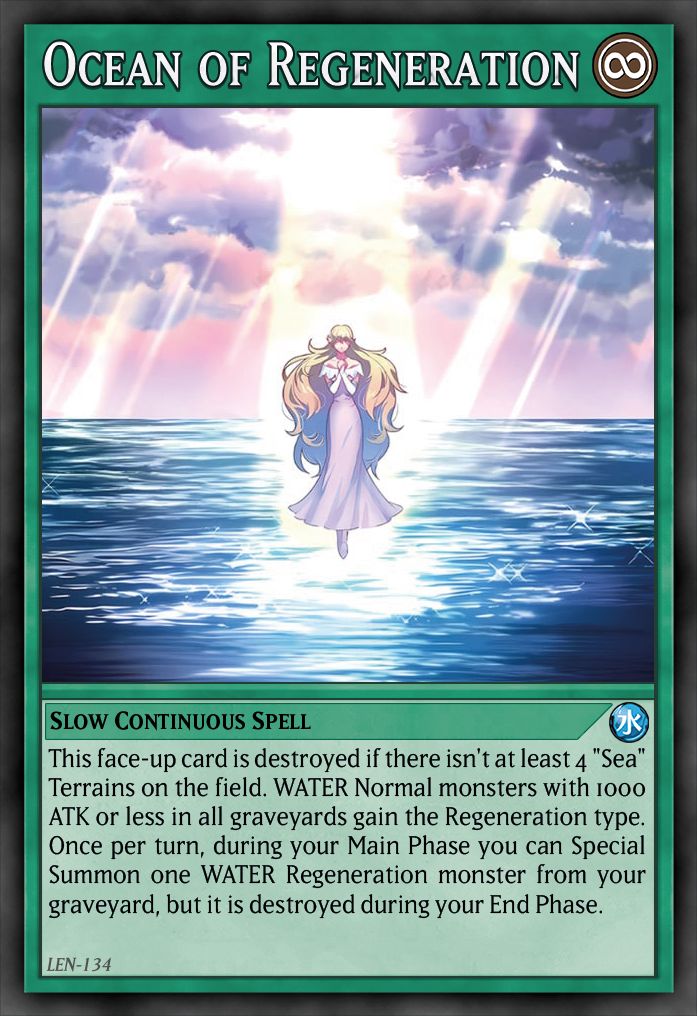 Ocean of Regeneration
Slow Continuous Spell
水
This face-up card is destroyed if there isn't at least 4 "Sea"
Terrains on the field. WATER Normal monsters with 1000
ATK or less in all graveyards gain the Regeneration type.
Once per turn, during your Main Phase you can Special
Summon one WATER Regeneration monster from your
graveyard, but it is destroyed during your End Phase.
LEN-134